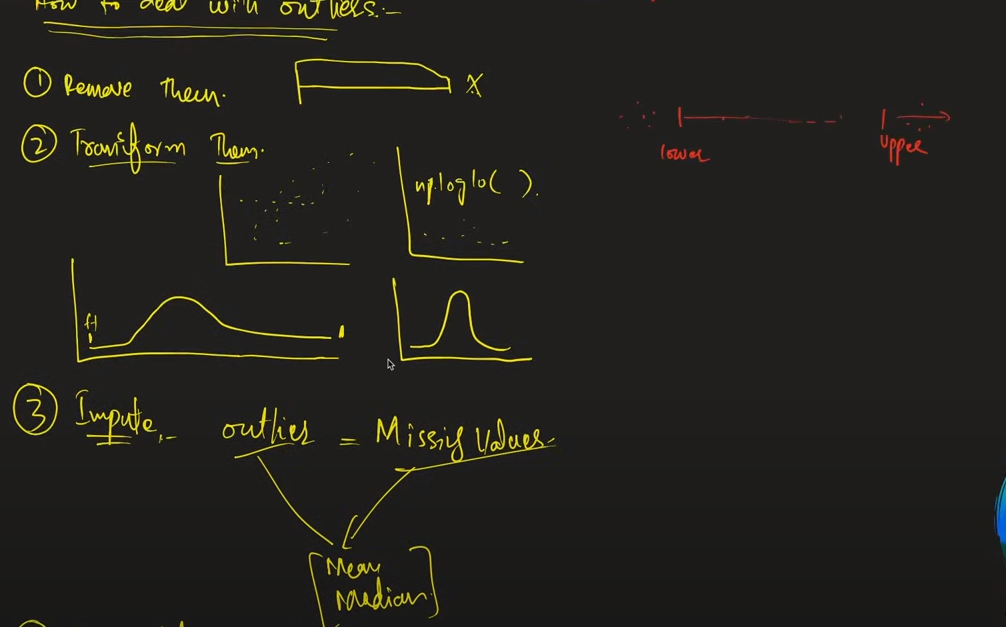 How to deal with outliers:-
① Remove them.
X
② Transform Them.
lower
Upper
np.log10( ).
③ Impute,-
outlier = Missig Values.
[Mean
Median]